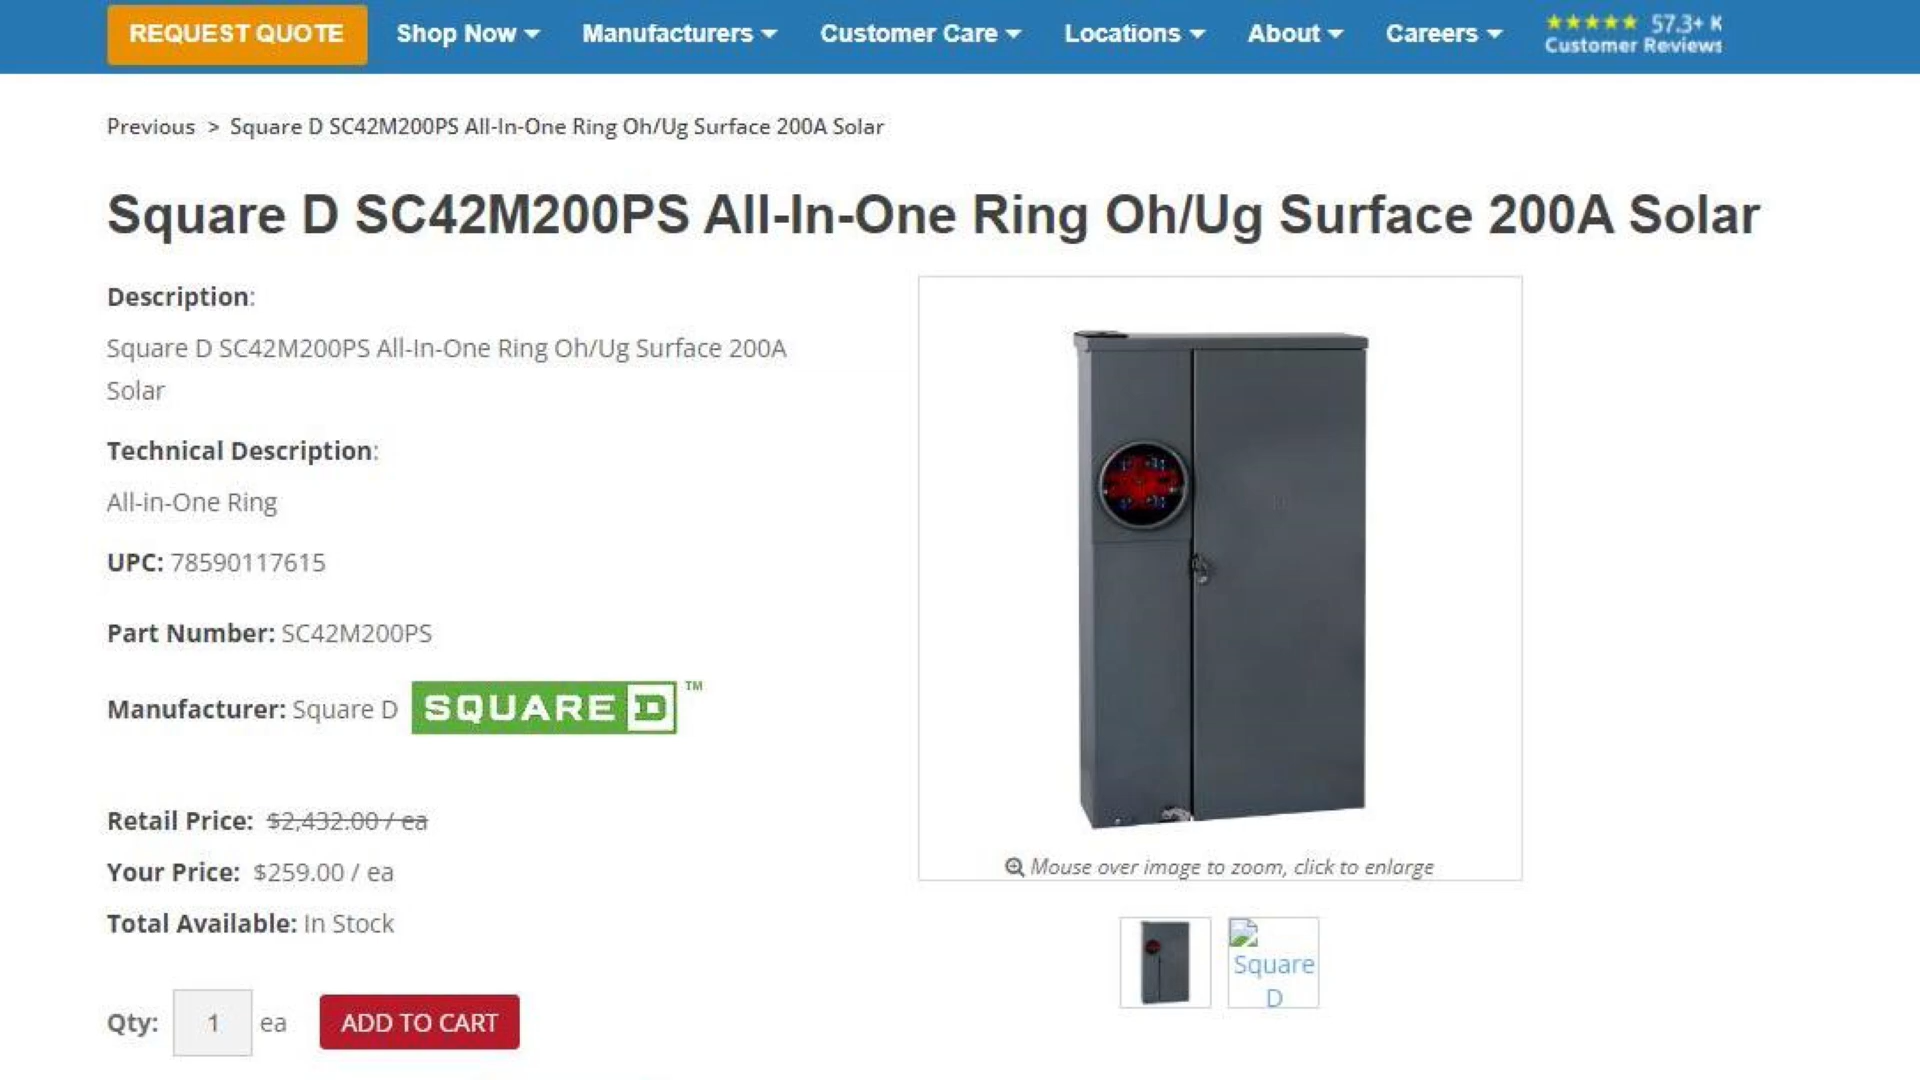 REQUEST QUOTE Shop Now Manufacturers Customer Care Locations About Careers 57.3+ K
Customer Reviews
Previous > Square D SC42M200PS All-In-One Ring Oh/Ug Surface 200A Solar
Square D SC42M200PS All-In-One Ring Oh/Ug Surface 200A Solar
Description:
Square D SC42M200PS All-In-One Ring Oh/Ug Surface 200A
Solar
Technical Description:
All-in-One Ring
UPC: 78590117615
Part Number: SC42M200PS
Manufacturer: Square D SQUARE D ™
Retail Price: $2,432.00 / ea
Your Price: $259.00 / ea
Total Available: In Stock
Qty: 1 ea ADD TO CART
Mouse over image to zoom, click to enlarge
Square
D